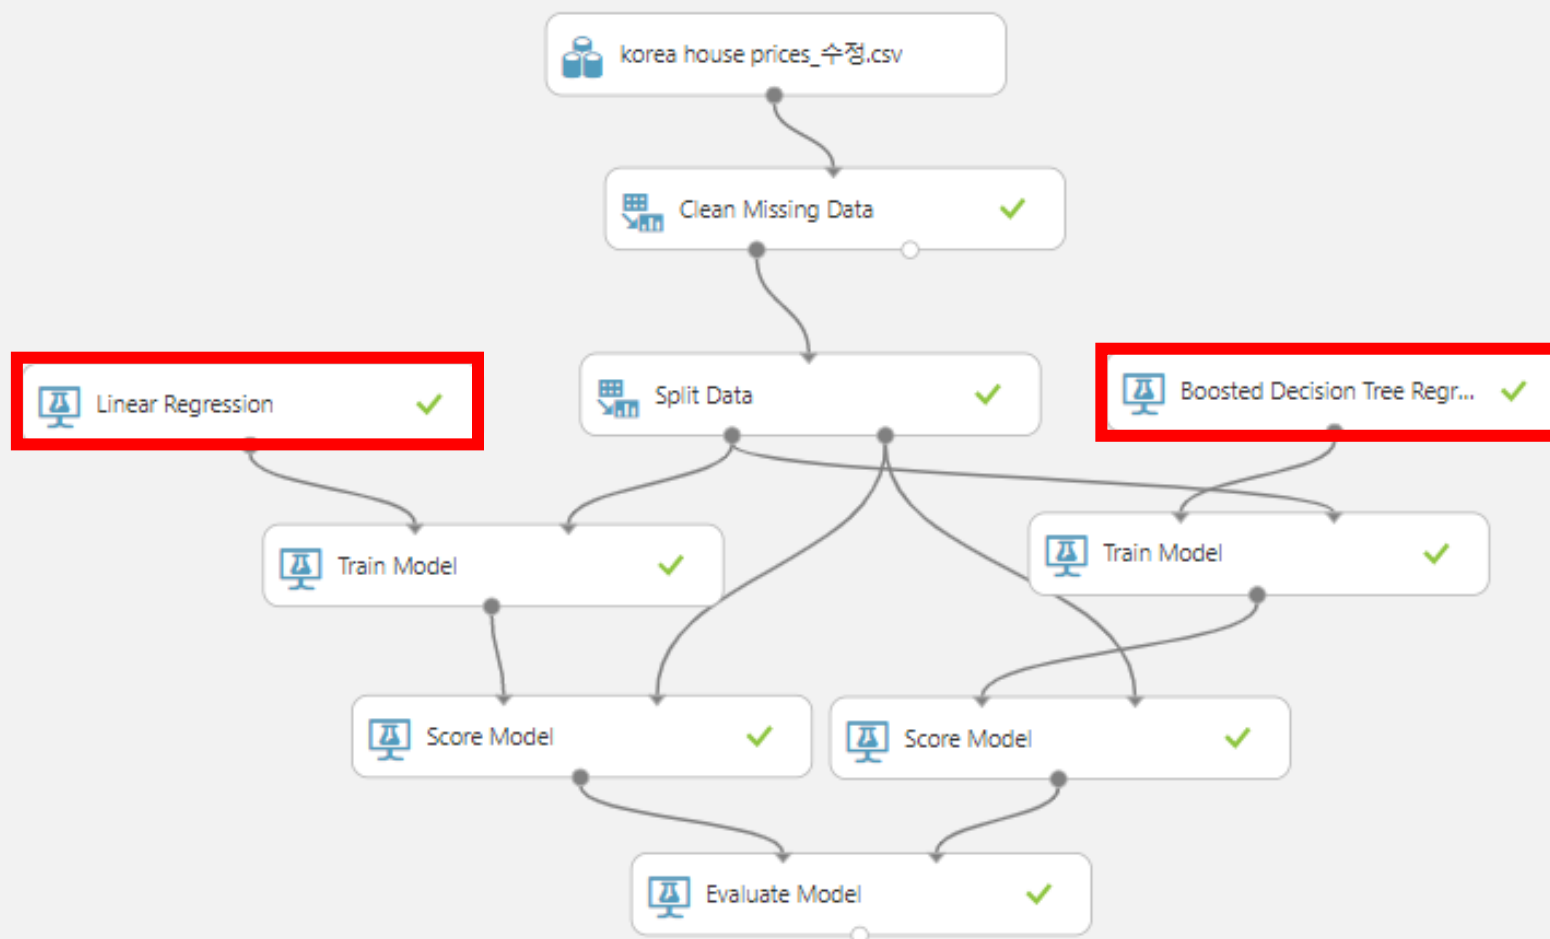 korea house prices_수정.csv
Clean Missing Data
Linear Regression
Split Data
Boosted Decision Tree Regr...
Train Model
Train Model
Score Model
Score Model
Evaluate Model